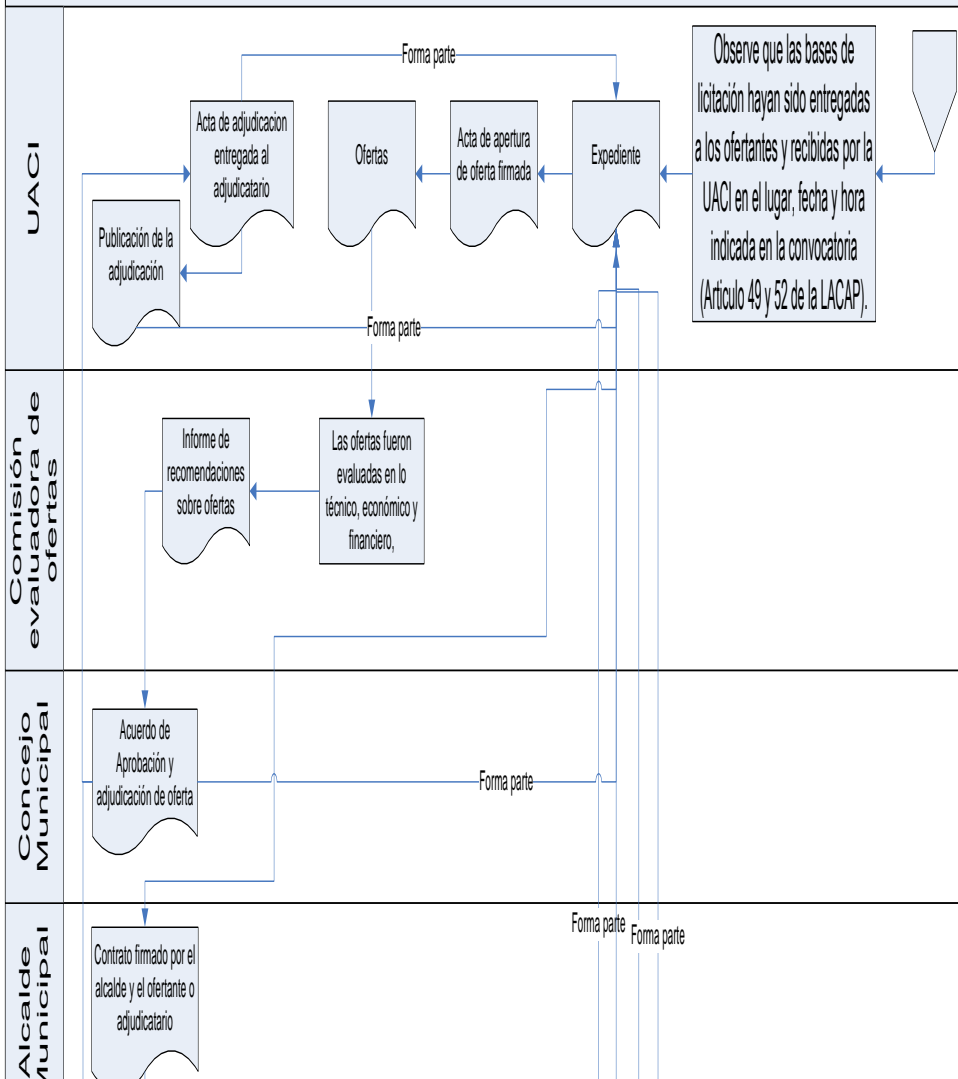 UACI
Forma parte
Acta de adjudicacion
entregada al
adjudicatario
Ofertas
Acta de apertura
de oferta firmada
Expediente
Observe que las bases de
licitación hayan sido entregadas
a los ofertantes y recibidas por la
UACI en el lugar, fecha y hora
indicada en la convocatoria
(Articulo 49 y 52 de la LACAP).
Publicación de la
adjudicación
Forma parte
Comisión
evaluadora de
ofertas
Informe de
recomendaciones
sobre ofertas
Las ofertas fueron
evaluadas en lo
técnico, económico y
financiero,
Concejo
Municipal
Acuerdo de
Aprobación y
adjudicación de oferta
Forma parte
Alcalde
Municipal
Contrato firmado por el
alcalde y el ofertante o
adjudicatario
Forma parte
Forma parte